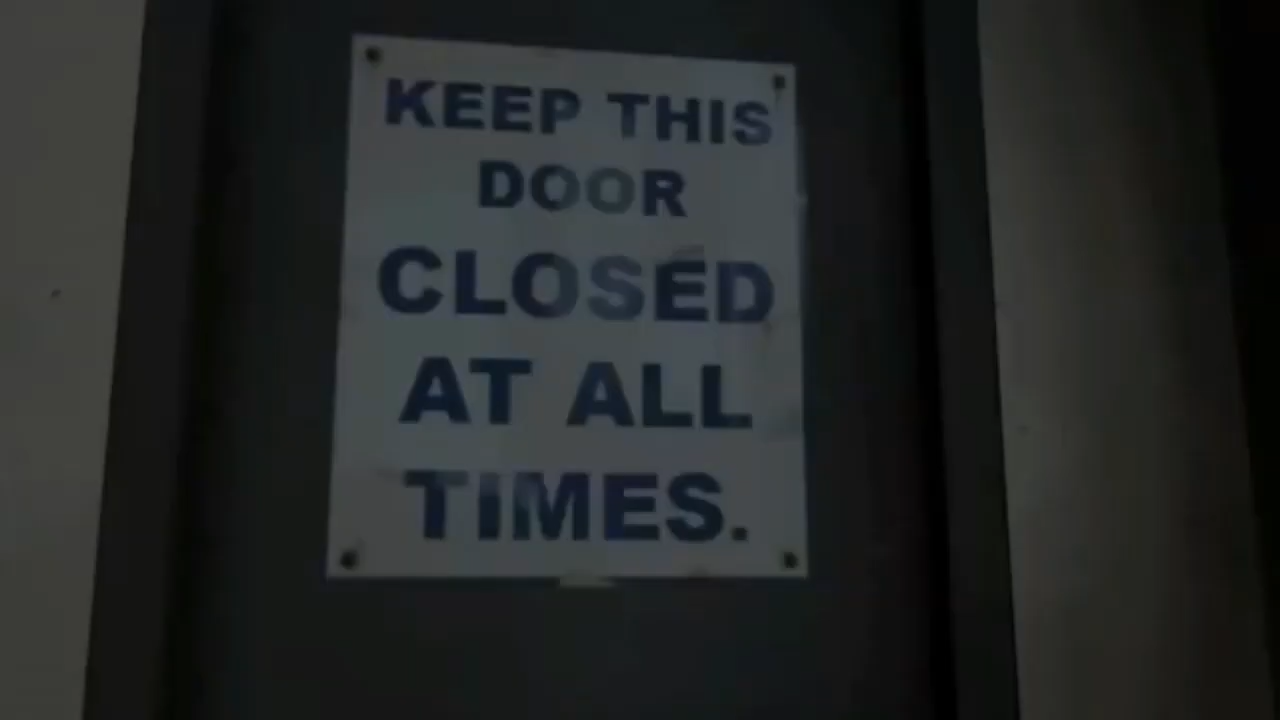 KEEP THIS
DOOR
CLOSED
AT ALL
TIMES.